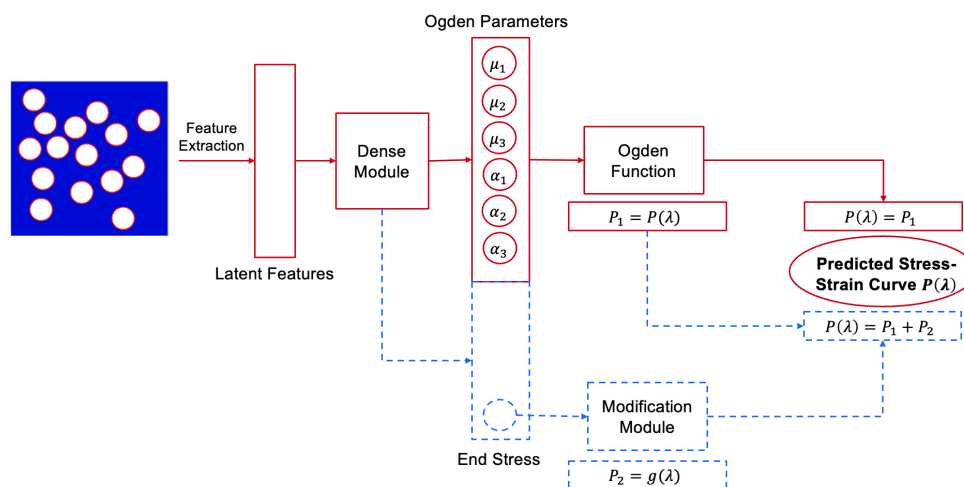 Ogden Parameters
Feature
Extraction
Latent Features
Dense
Module
μ₁
μ₂
μ₃
α₁
α₂
α₃
Ogden
Function
P₁ = P(λ)
P(λ) = P₁
Predicted Stress-
Strain Curve P(λ)
P(λ) = P₁ + P₂
End Stress
Modification
Module
P₂ = g(λ)